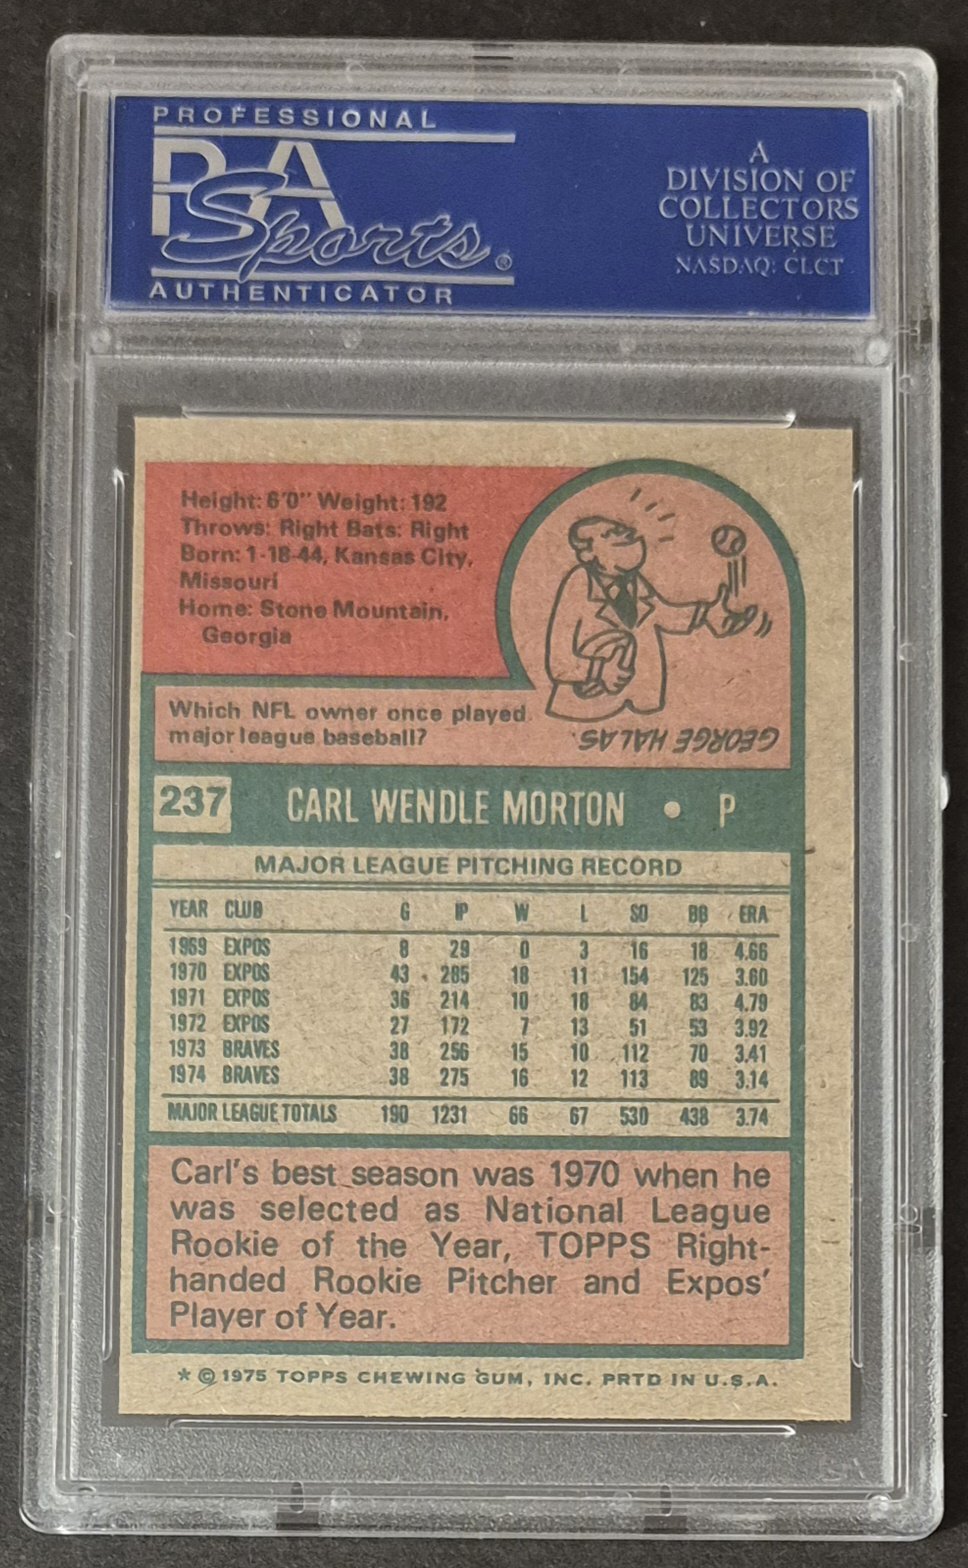 PROFESSIONAL
PSA
Sports
AUTHENTICATOR
A
DIVISION OF
COLLECTORS
UNIVERSE
NASDAQ: CLCT
Height: 6'0" Weight: 192
Throws: Right Bats: Right
Born: 1-18-44, Kansas City,
Missouri
Home: Stone Mountain,
Georgia
Which NFL owner once played
major league baseball?
GEORGE HALAS
237 CARL WENDLE MORTON • P
MAJOR LEAGUE PITCHING RECORD
YEAR CLUB G IP W L SO BB ERA
1969 EXPOS 8 29 0 3 16 18 4.66
1970 EXPOS 43 285 18 11 154 125 3.60
1971 EXPOS 36 214 10 18 84 83 4.79
1972 EXPOS 27 172 7 13 51 53 3.92
1973 BRAVES 38 256 15 10 112 70 3.41
1974 BRAVES 38 275 16 12 113 89 3.14
MAJOR LEAGUE TOTALS 190 1231 66 67 530 438 3.74
Carl's best season was 1970 when he
was selected as National League
Rookie of the Year, TOPPS Right-
handed Rookie Pitcher and Expos'
Player of Year.
* © 1975 TOPPS CHEWING GUM, INC. PRTD IN U.S.A.